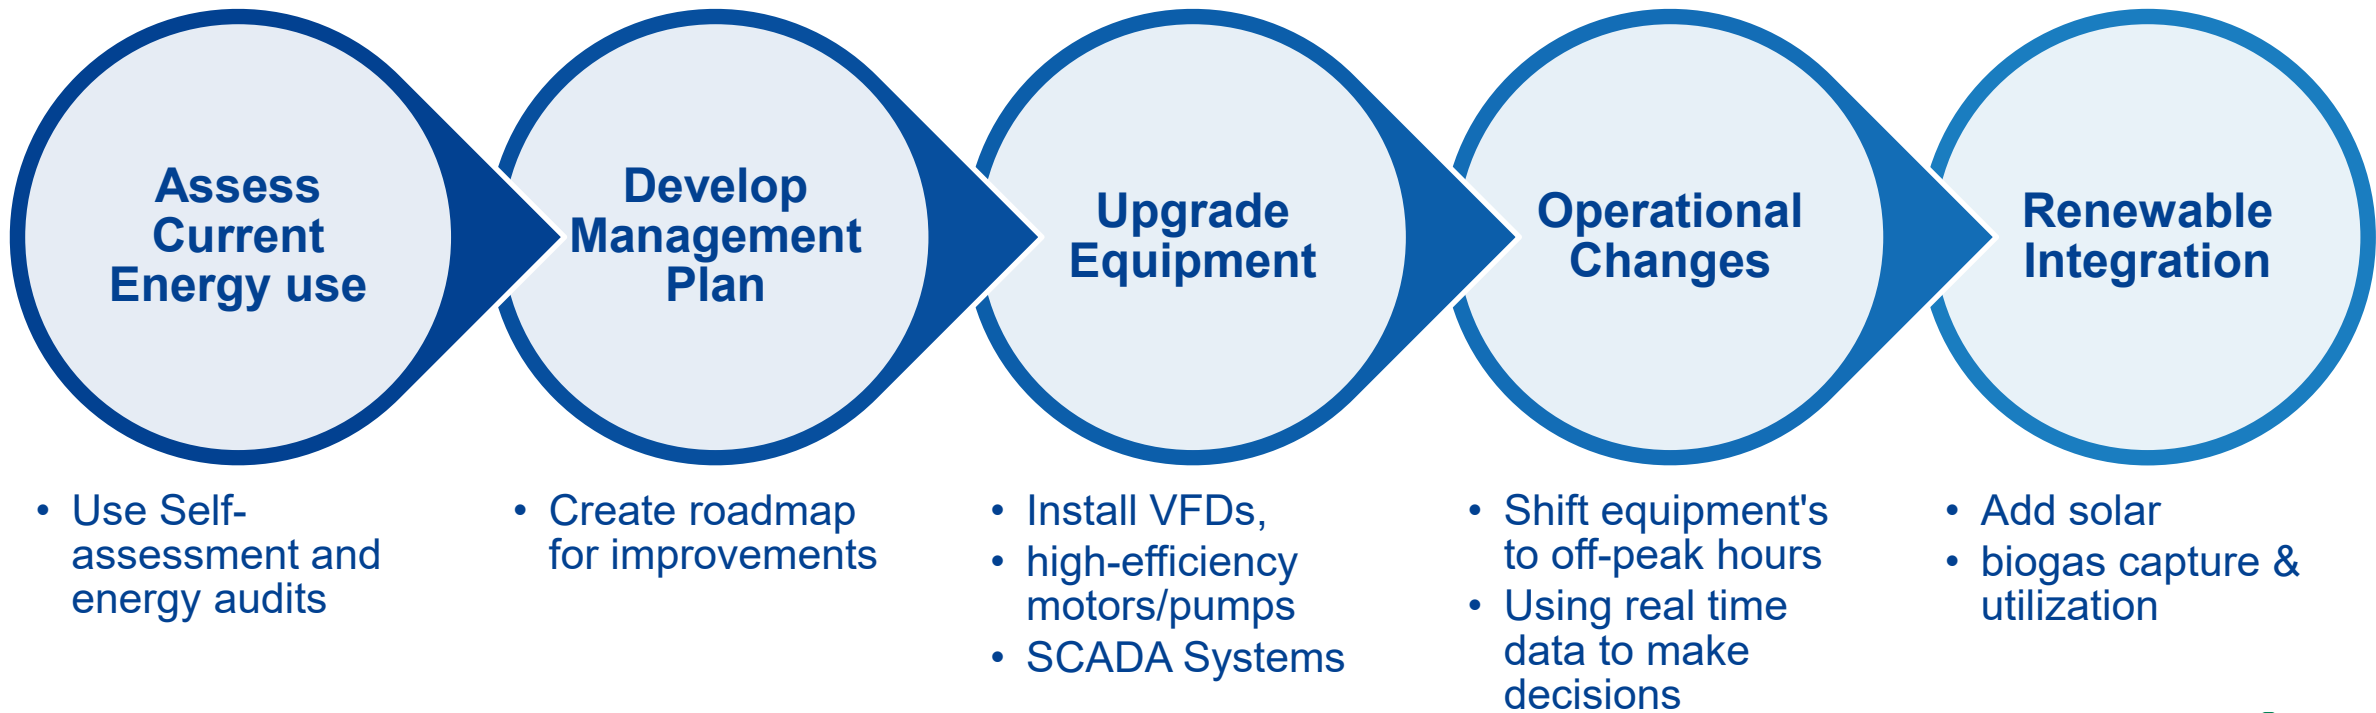 Assess
Current
Energy use
Develop
Management
Plan
Upgrade
Equipment
Operational
Changes
Renewable
Integration
• Use Self-
assessment and
energy audits
• Create roadmap
for improvements
• Install VFDs,
• high-efficiency
motors/pumps
• SCADA Systems
• Shift equipment's
to off-peak hours
• Using real time
data to make
decisions
• Add solar
• biogas capture &
utilization